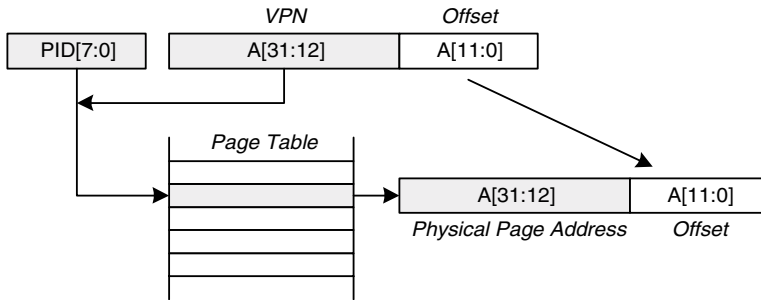 VPN Offset
PID[7:0] A[31:12] A[11:0]
Page Table
A[31:12] A[11:0]
Physical Page Address Offset